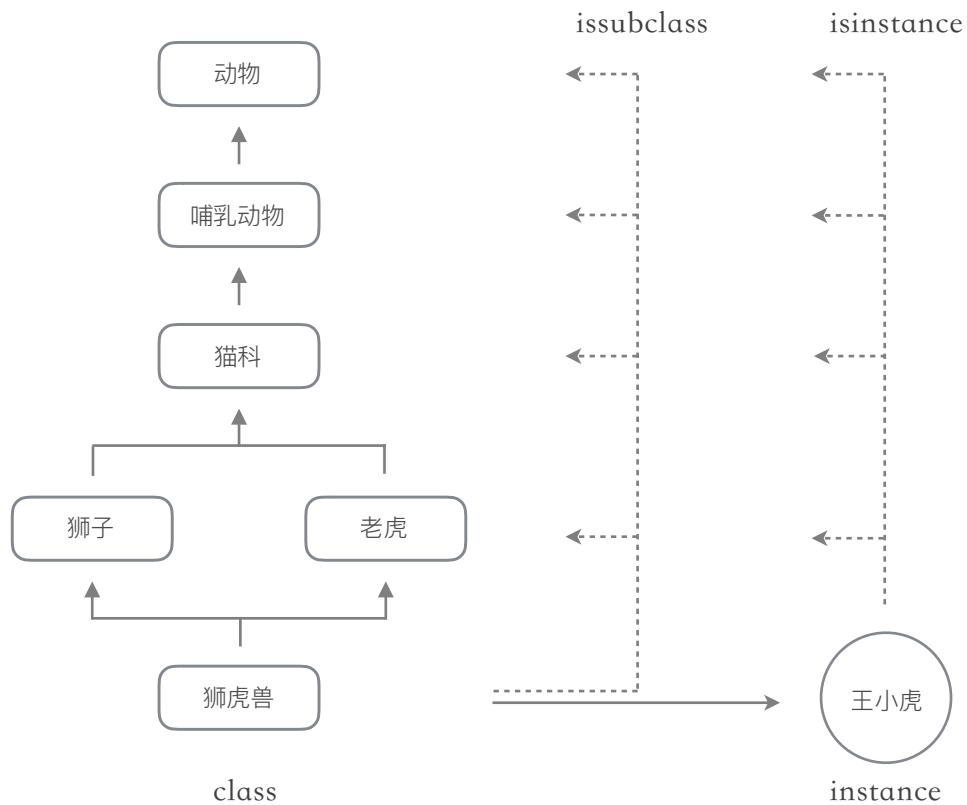 issubclass
isinstance
动物
哺乳动物
猫科
狮子
老虎
狮虎兽
王小虎
class
instance